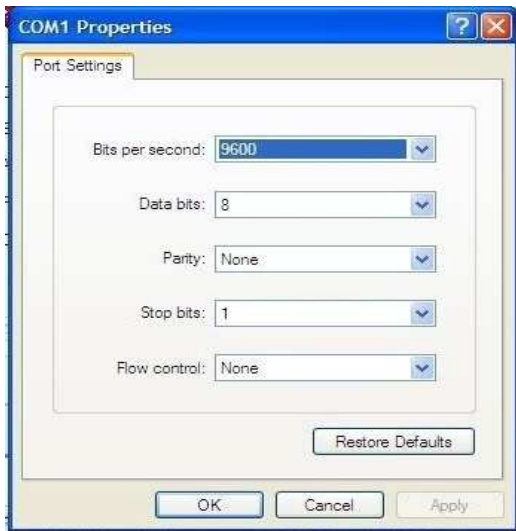 COM1 Properties
Port Settings
Bits per second: 9600
Data bits: 8
Parity: None
Stop bits: 1
Flow control: None
Restore Defaults
OK Cancel Apply